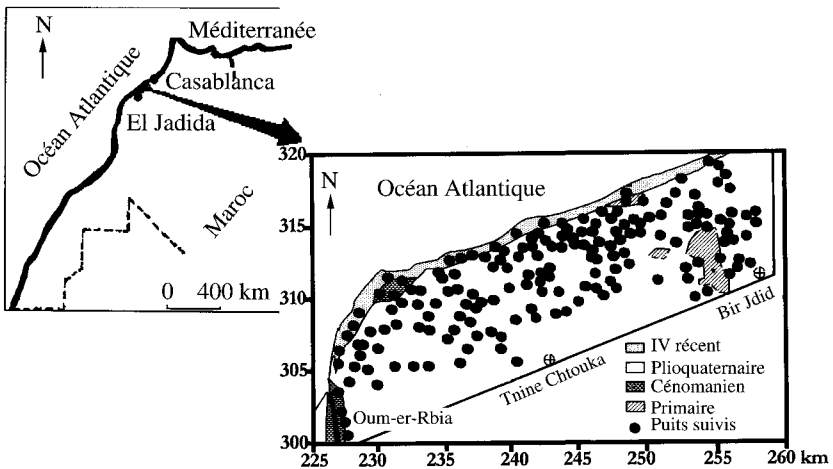 N
Méditerranée
Océan Atlantique
Casablanca
El Jadida
Maroc
0 400 km
320
315
310
305
300
N
Océan Atlantique
Bir Jdid
Tnine Chtouka
Oum-er-Rbia
IV récent
Plioquaternaire
Cénomanien
Primaire
Puits suivis
225 230 235 240 245 250 255 260 km